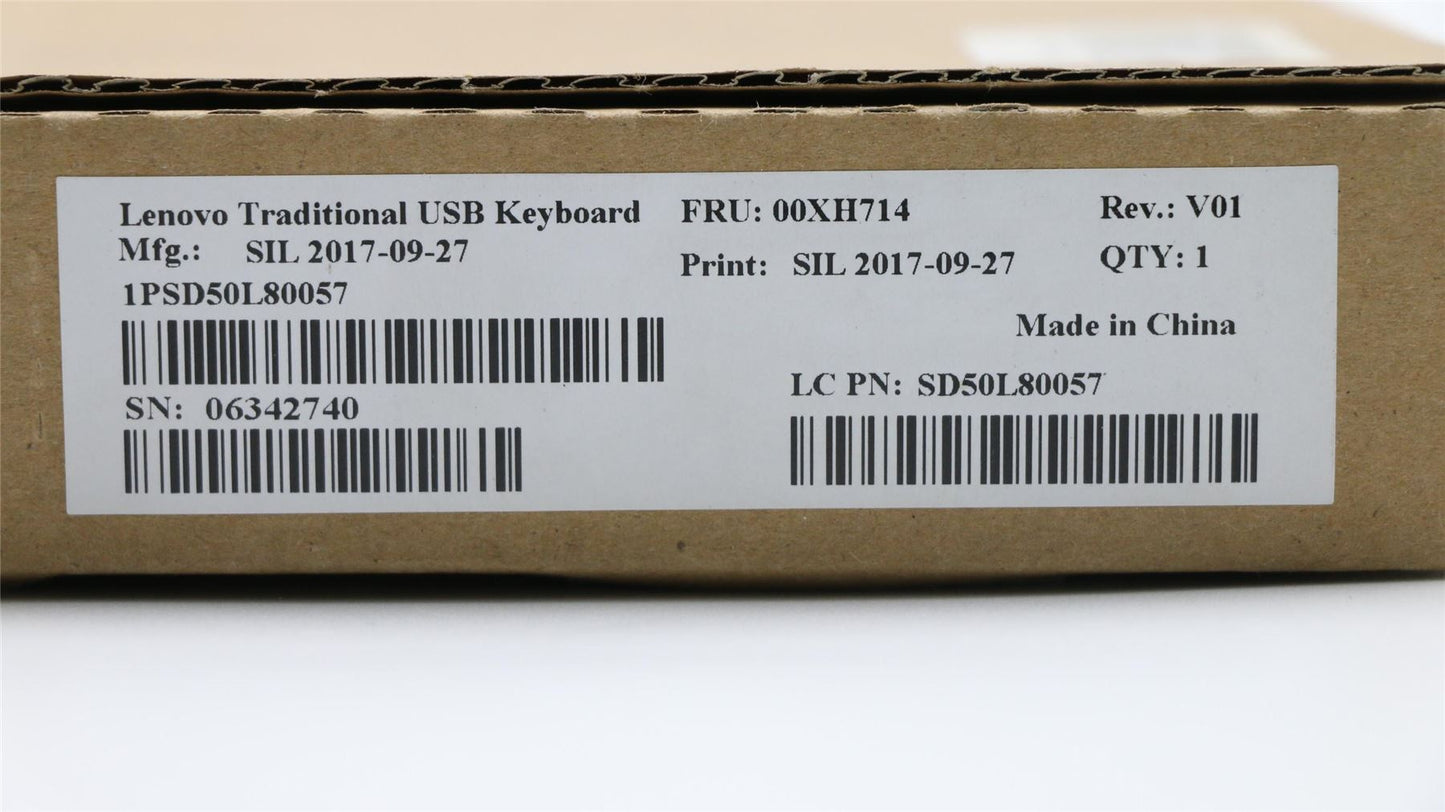 Lenovo Traditional USB Keyboard FRU: 00XH714 Rev.: V01
Mfg.: SIL 2017-09-27 Print: SIL 2017-09-27 QTY: 1
1PSD50L80057
Made in China
LC PN: SD50L80057
SN: 06342740